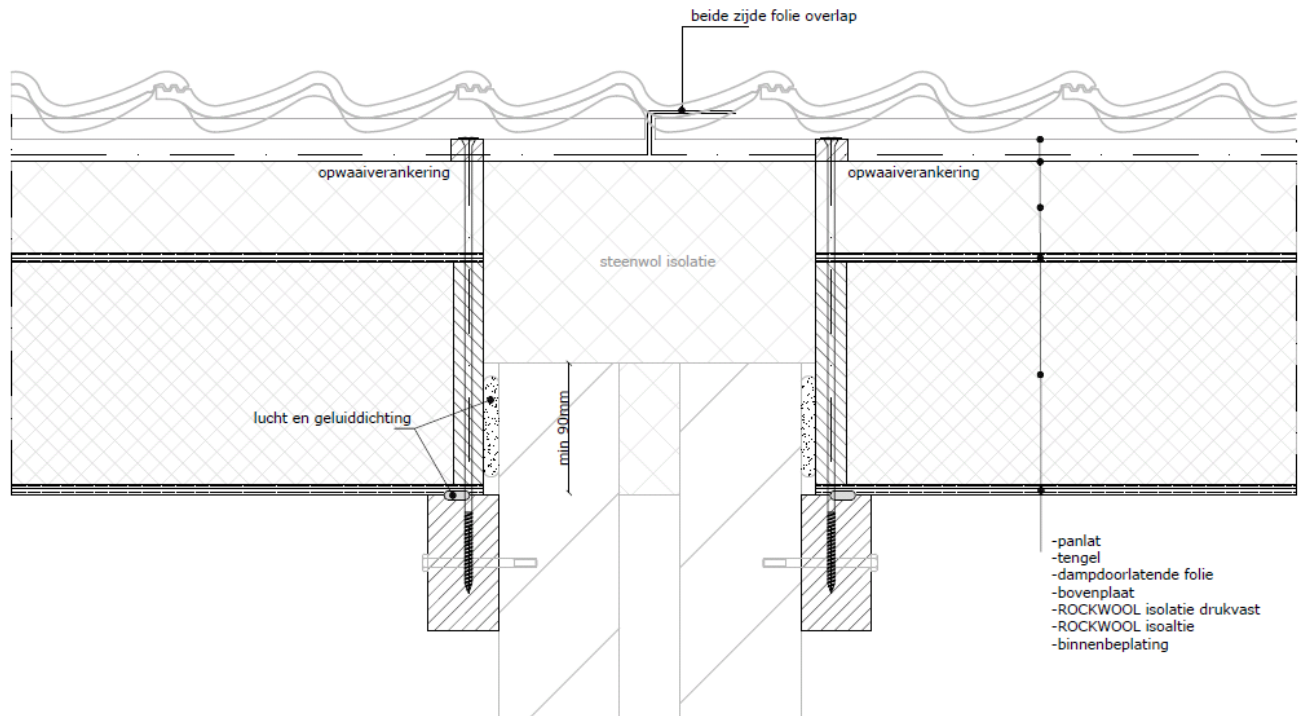 beide zijde folie overlap
opwaaiverankering
opwaaiverankering
steenwol isolatie
lucht en geluiddichting
min 90mm
-panlat
-tengel
-dampdoorlatende folie
-bovenplaat
-ROCKWOOL isolatie drukvast
-ROCKWOOL isoaltie
-binnenbeplating